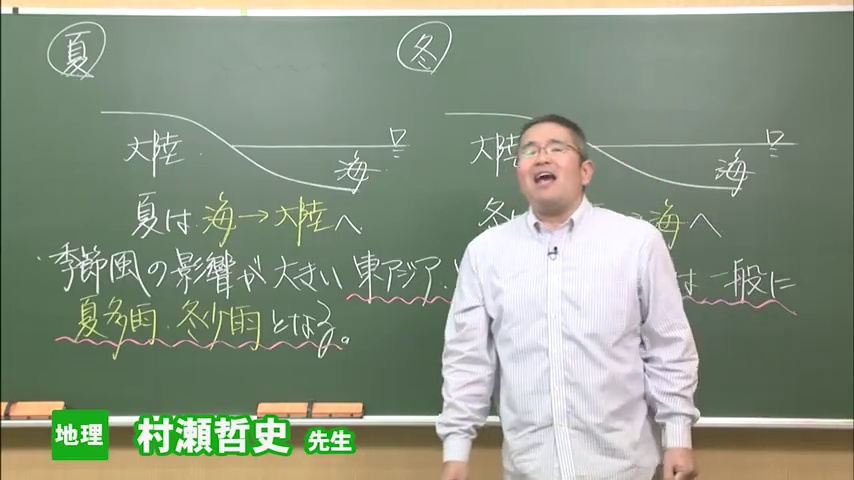 夏
冬
大陸
海
大陸
海
夏は 海→大陸へ
冬は
→海へ
季節風の影響が大きい 東アジア
は一般に
夏多雨、冬少雨となる。
地理 村瀬哲史 先生